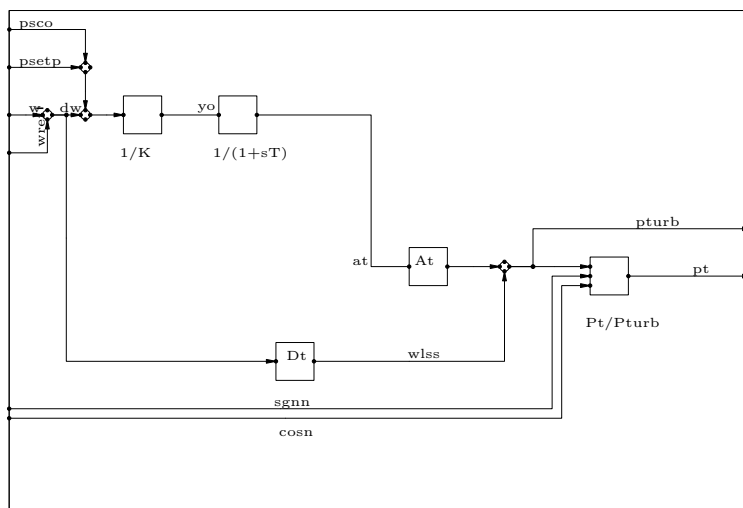 psco
psetp
w
dw
yo
wref
1/K
1/(1+sT)
pturb
at
At
pt
Pt/Pturb
Dt
wlss
sgnn
cosn